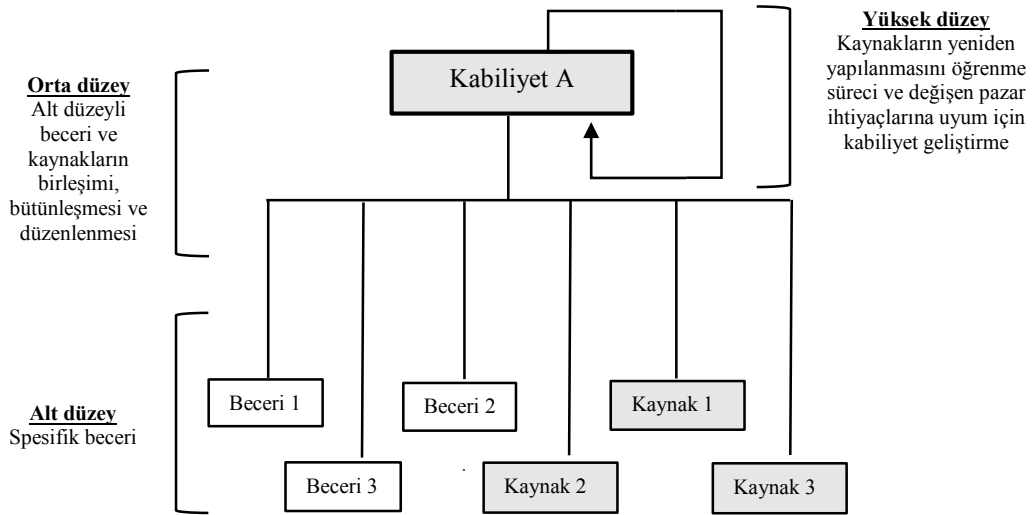 Yüksek düzey
Kaynakların yeniden
yapılanmasını öğrenme
süreci ve değişen pazar
ihtiyaçlarına uyum için
kabiliyet geliştirme
Kabiliyet A
Orta düzey
Alt düzeyli
beceri ve
kaynakların
birleşimi,
bütünleşmesi ve
düzenlenmesi
Alt düzey
Spesifik beceri
Beceri 1
Beceri 2
Kaynak 1
Beceri 3
Kaynak 2
Kaynak 3